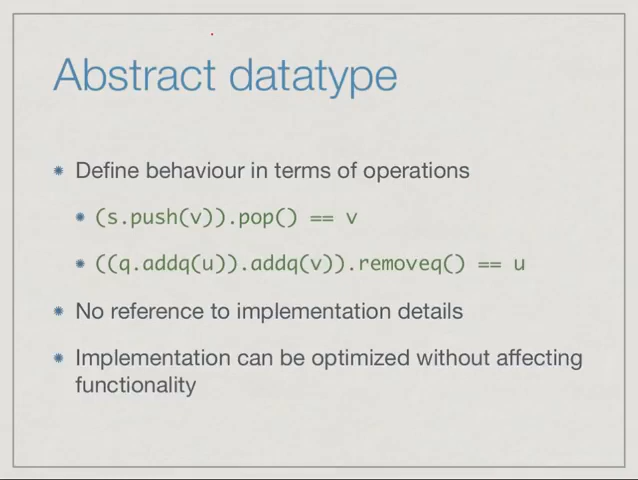 Abstract datatype
Define behaviour in terms of operations
(s.push(v)).pop() == v
((q.addq(u)).addq(v)).removeq() == u
No reference to implementation details
Implementation can be optimized without affecting
functionality